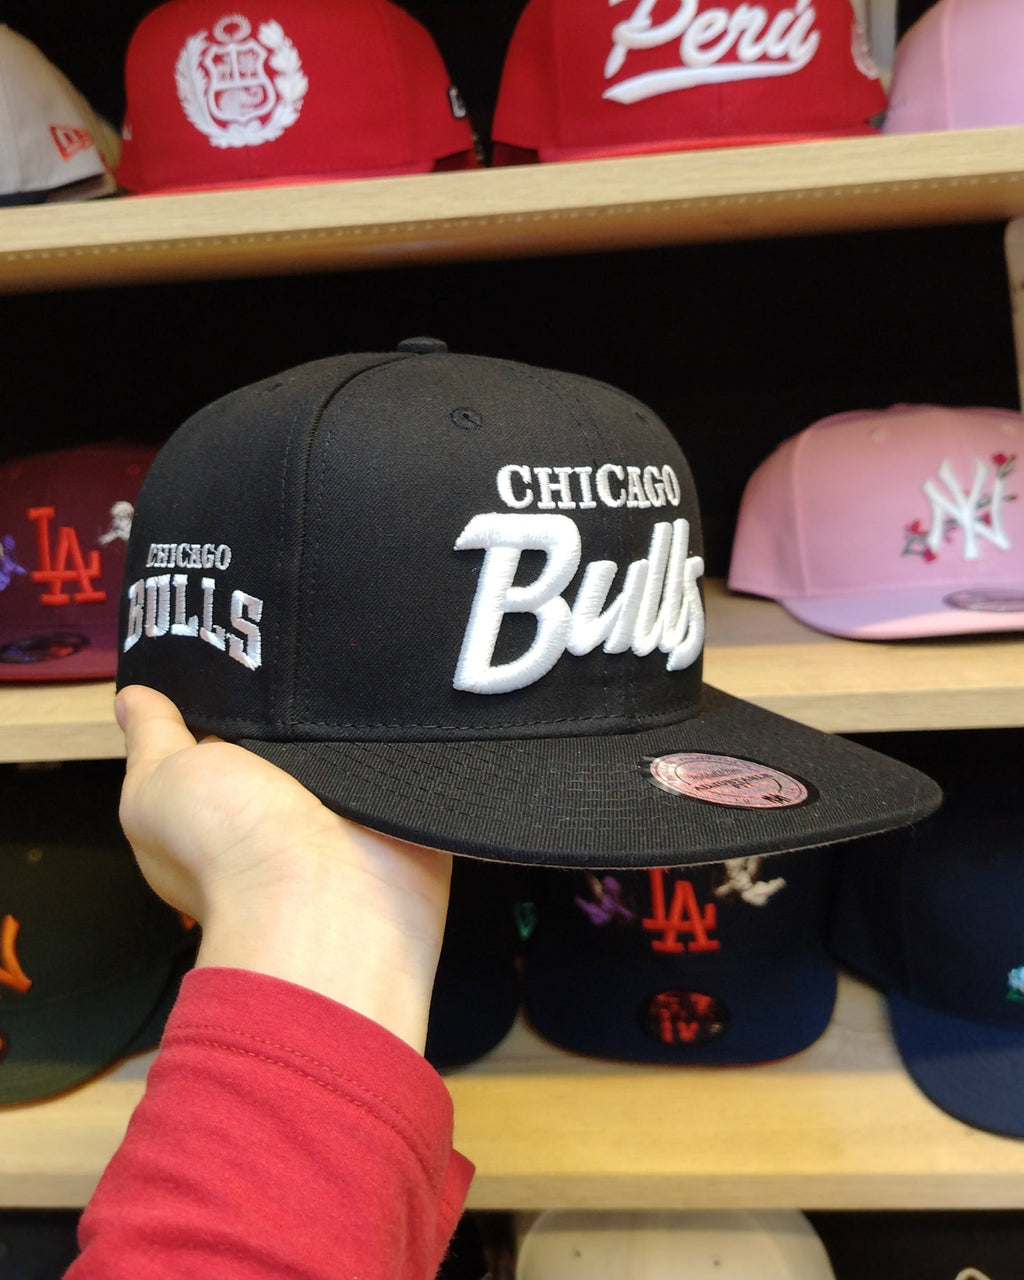 Perú
CHICAGO
Bulls
CHICAGO
BULLS
LA
NY
LA